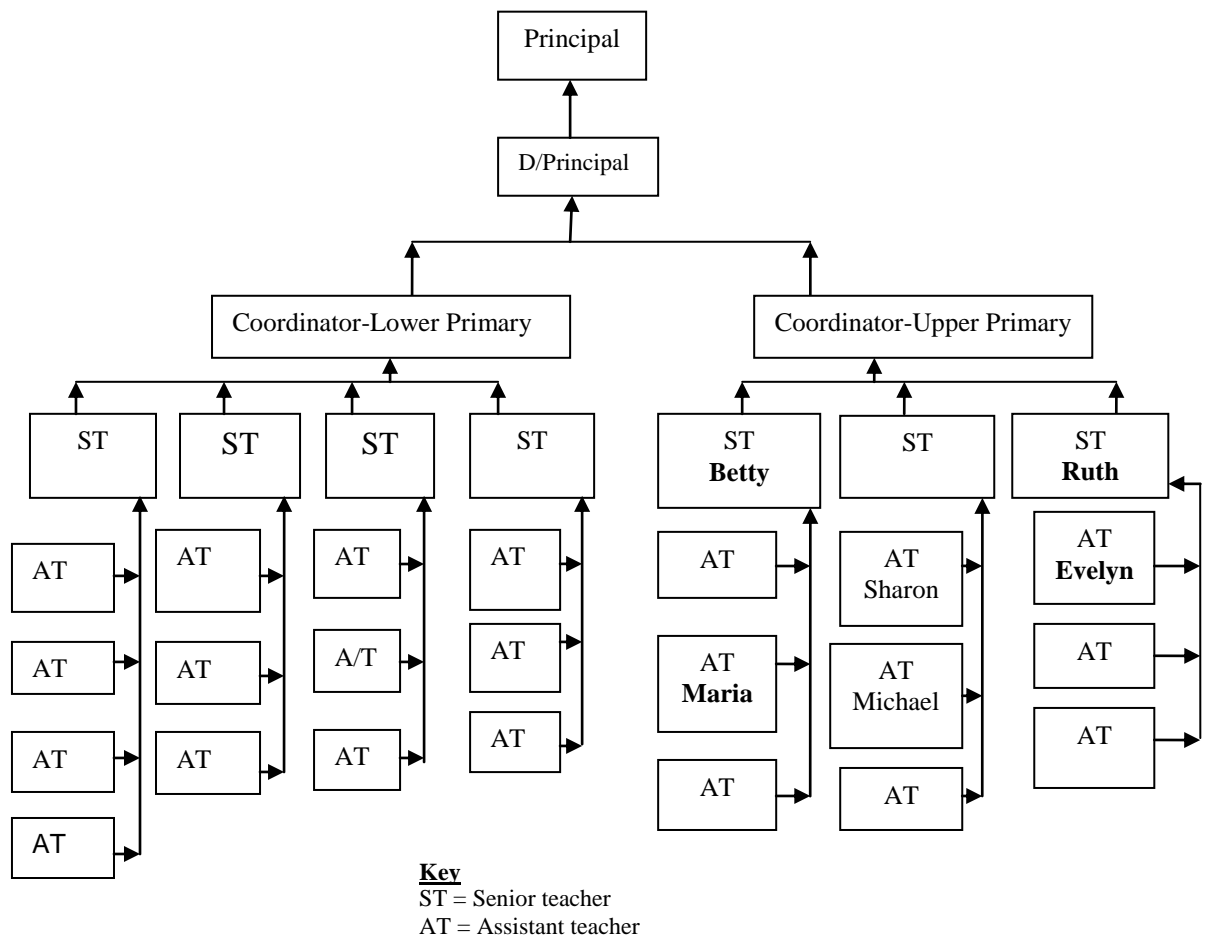 Principal
D/Principal
Coordinator-Lower Primary
Coordinator-Upper Primary
ST
ST
ST
ST
ST
Betty
ST
ST
Ruth
AT
AT
AT
AT
AT
AT
Sharon
AT
Evelyn
AT
AT
A/T
AT
AT
Maria
AT
Michael
AT
AT
AT
AT
AT
AT
AT
AT
AT
Key
ST = Senior teacher
AT = Assistant teacher